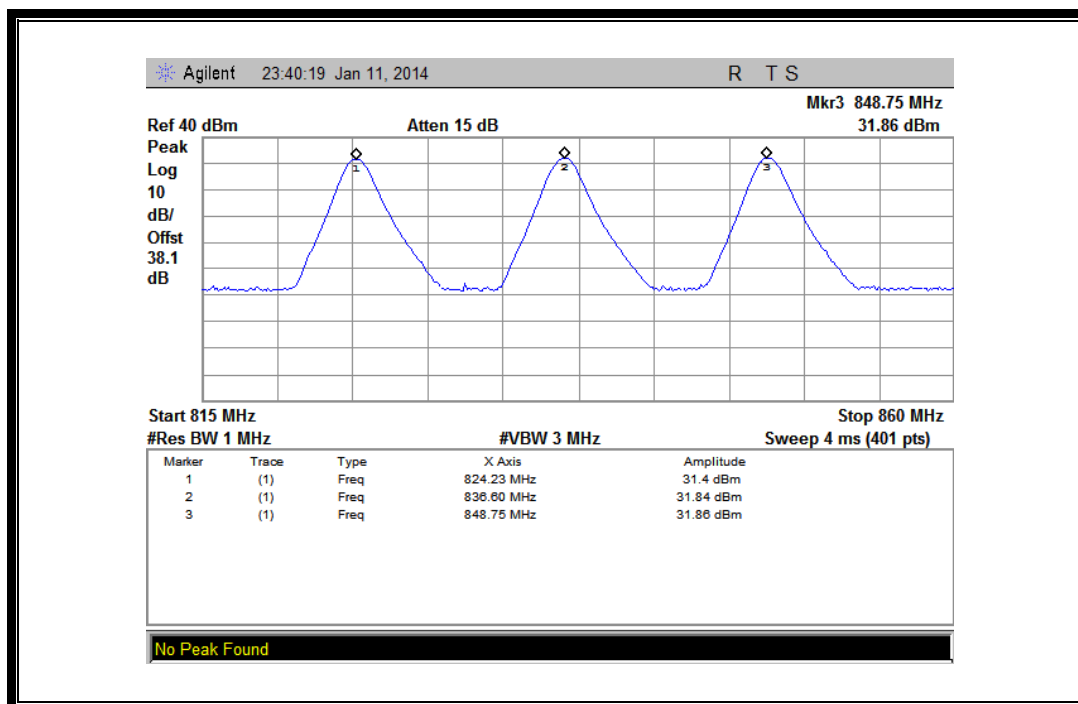 Agilent 23:40:19 Jan 11, 2014 R T S
Mkr3 848.75 MHz
Ref 40 dBm Atten 15 dB 31.86 dBm
Peak
Log
10
dB/
Offst
38.1
dB
1 2 3
Start 815 MHz Stop 860 MHz
#Res BW 1 MHz #VBW 3 MHz Sweep 4 ms (401 pts)
Marker Trace Type X Axis Amplitude
1 (1) Freq 824.23 MHz 31.4 dBm
2 (1) Freq 836.60 MHz 31.84 dBm
3 (1) Freq 848.75 MHz 31.86 dBm
No Peak Found